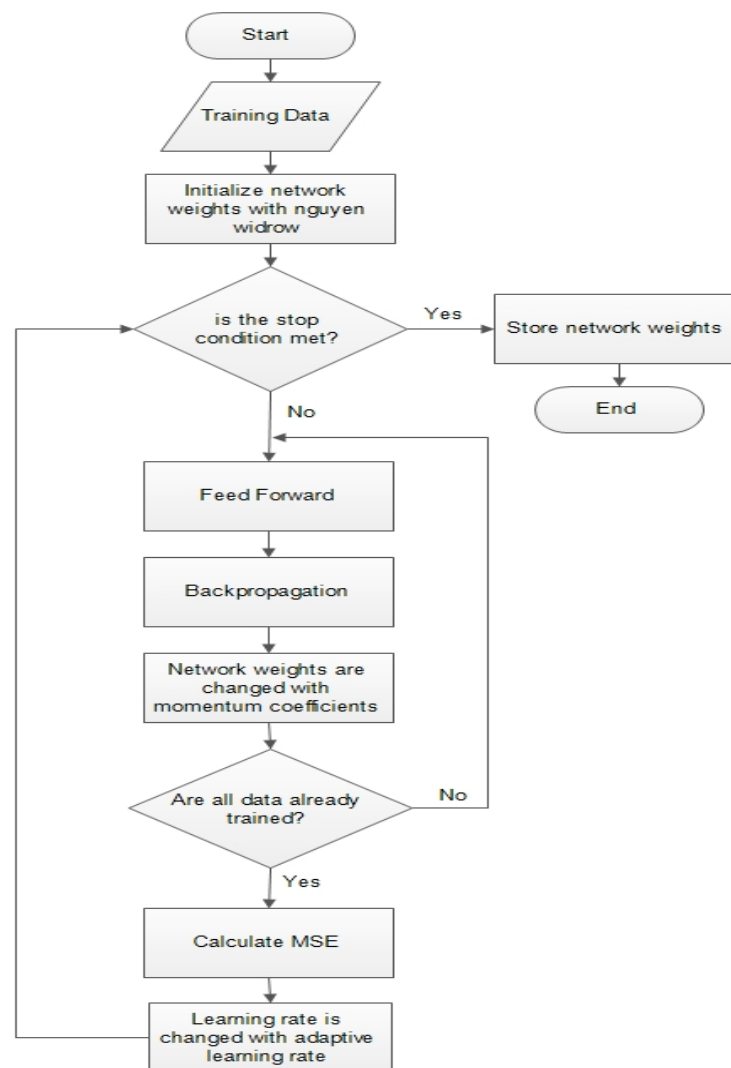 Start
Training Data
Initialize network
weights with nguyen
widrow
is the stop
condition met?
Yes
Store network weights
End
No
Feed Forward
Backpropagation
Network weights are
changed with
momentum coefficients
Are all data already
trained?
No
Yes
Calculate MSE
Learning rate is
changed with adaptive
learning rate